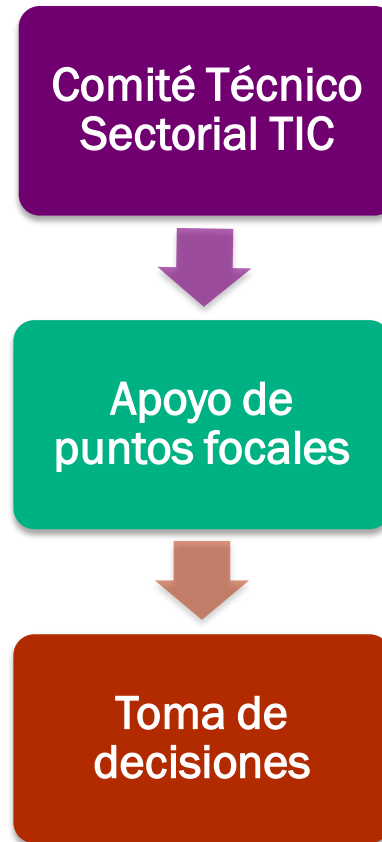 Comité Técnico
Sectorial TIC
Apoyo de
puntos focales
Toma de
decisiones